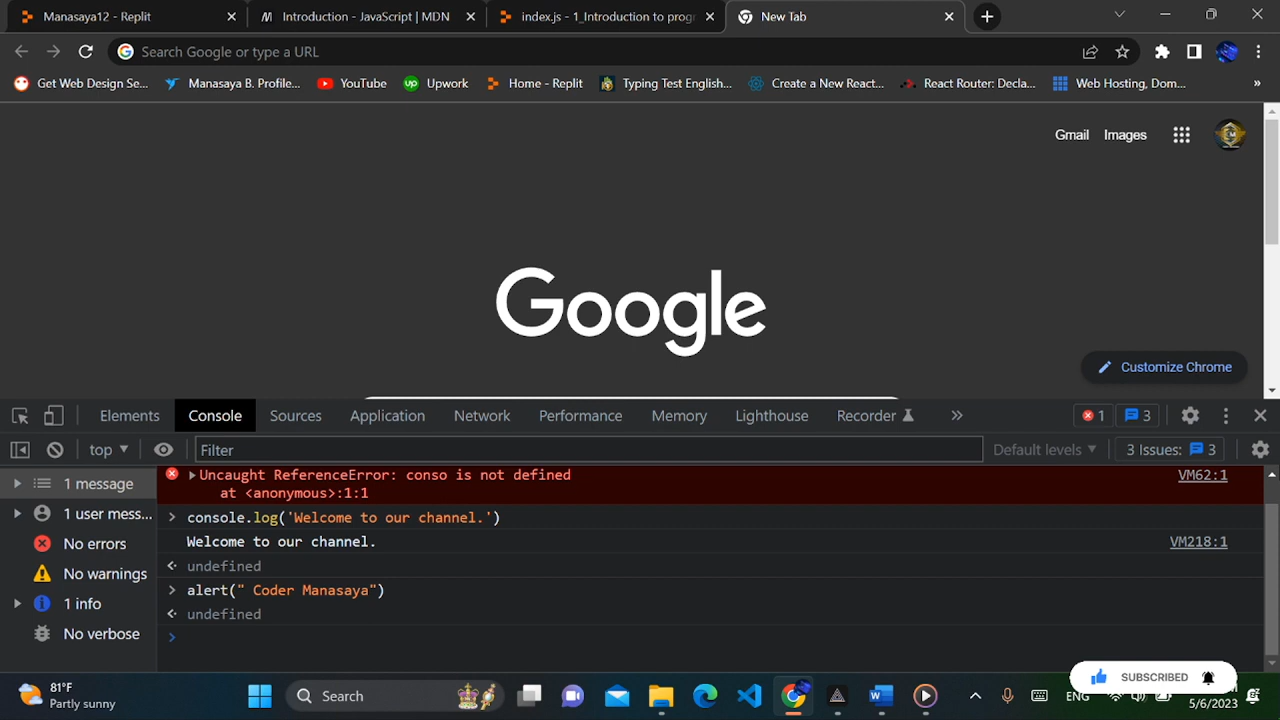 Manasaya12 - Replit
Introduction - JavaScript | MDN
index.js - 1_Introduction to progr
New Tab
Search Google or type a URL
Get Web Design Se...
Manasaya B. Profile...
YouTube
up Upwork
Home - Replit
Typing Test English...
Create a New React...
React Router: Decla...
Web Hosting, Dom...
»
Gmail Images
Google
Customize Chrome
Elements Console Sources Application Network Performance Memory Lighthouse Recorder » 1 3
top Filter Default levels 3 Issues: 3
1 message
1 user mess...
No errors
No warnings
1 info
No verbose
Uncaught ReferenceError: conso is not defined VM62:1
at <anonymous>:1:1
> console.log('Welcome to our channel.')
Welcome to our channel. VM218:1
undefined
> alert(" Coder Manasaya")
undefined
>
SUBSCRIBED
81°F
Partly sunny
Search
ENG
5/6/2023